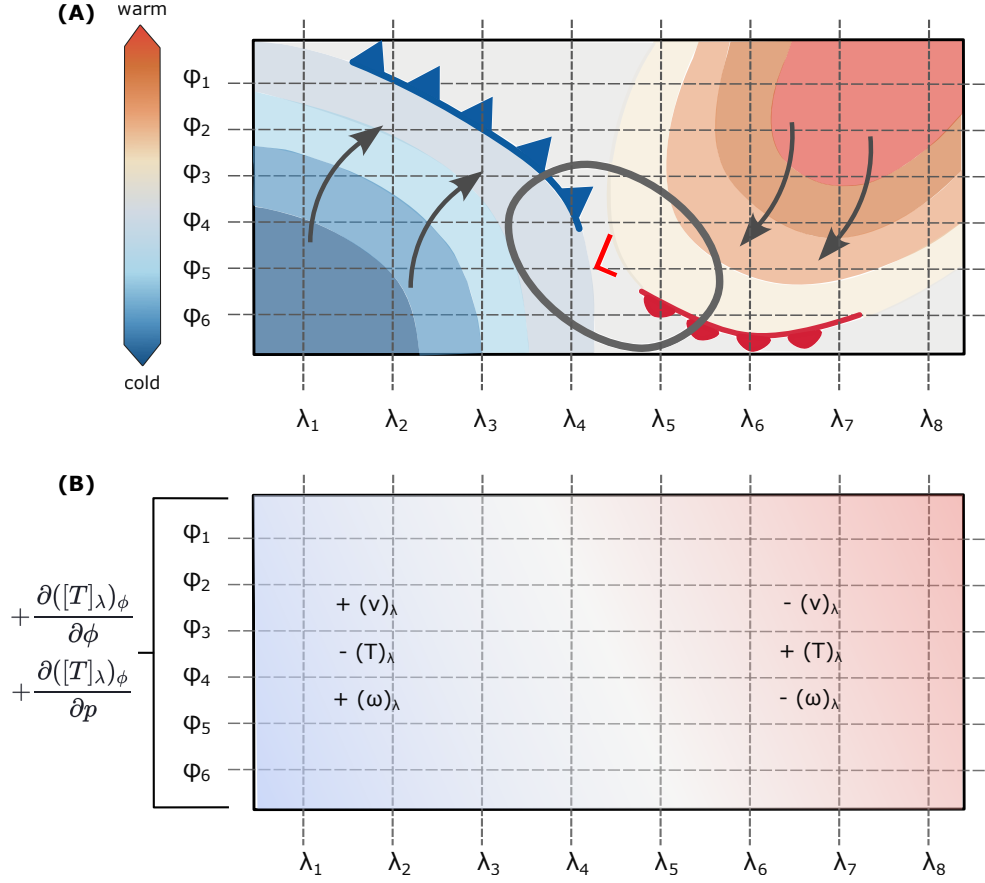 (A)
warm
cold
φ1
φ2
φ3
φ4
φ5
φ6
L
λ1
λ2
λ3
λ4
λ5
λ6
λ7
λ8
(B)
+ ∂([T]λ)ϕ / ∂ϕ
+ ∂([T]λ)ϕ / ∂p
φ1
φ2
φ3
φ4
φ5
φ6
+ (v)λ
- (T)λ
+ (ω)λ
- (v)λ
+ (T)λ
- (ω)λ
λ1
λ2
λ3
λ4
λ5
λ6
λ7
λ8